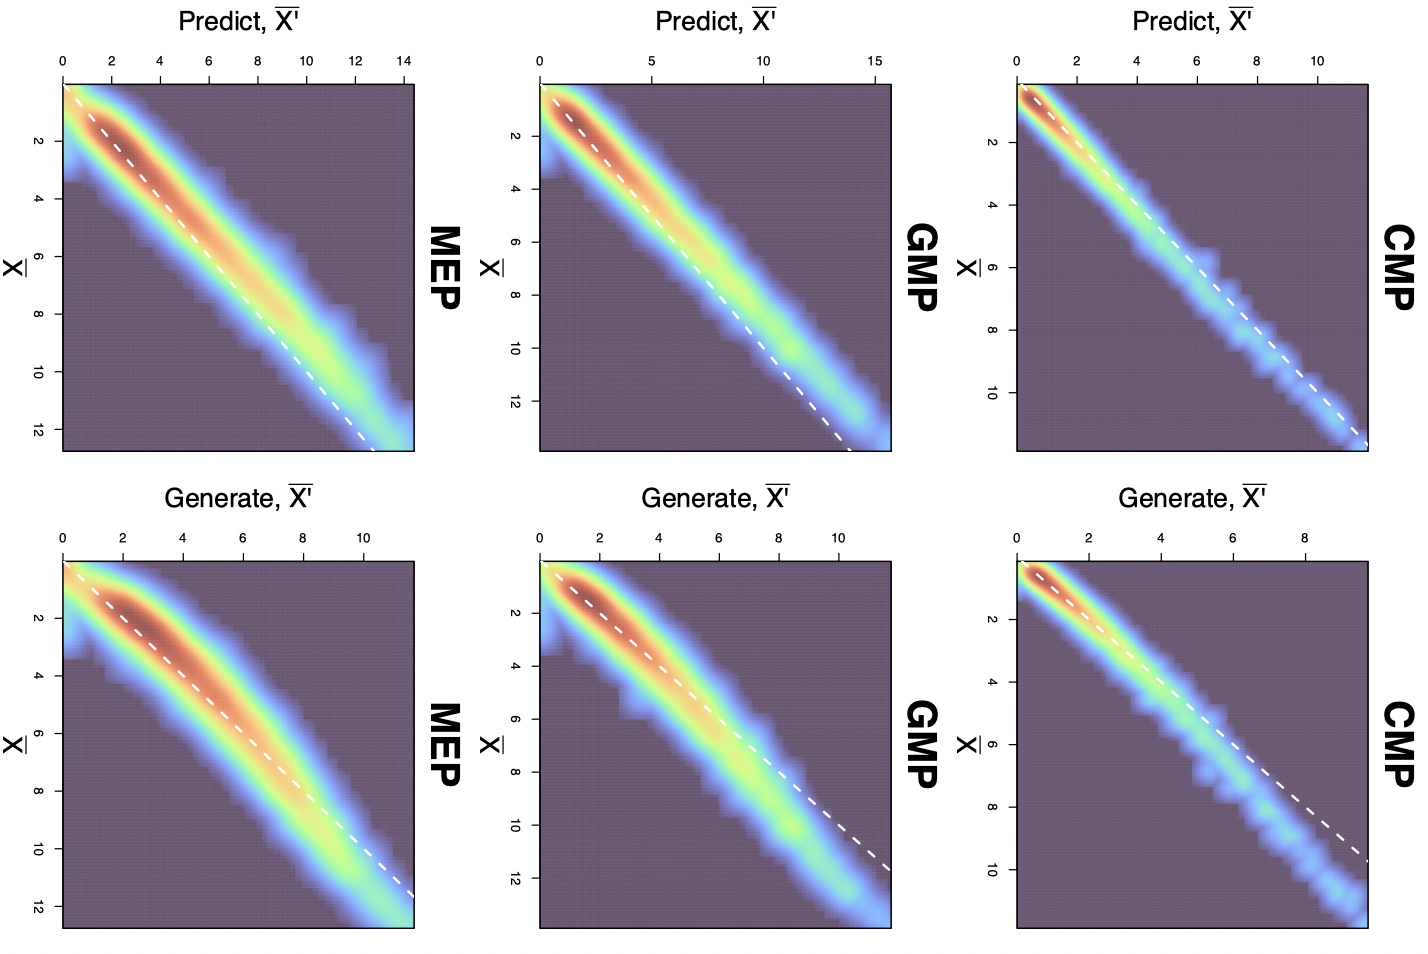 Predict, X̅'
0 2 4 6 8 10 12 14
2 4 6 8 10 12
X̅
MEP
Predict, X̅'
0 5 10 15
2 4 6 8 10 12
X̅
GMP
Predict, X̅'
0 2 4 6 8 10
2 4 6 8 10
X̅
CMP
Generate, X̅'
0 2 4 6 8 10
2 4 6 8 10 12
X̅
MEP
Generate, X̅'
0 2 4 6 8 10
2 4 6 8 10 12
X̅
GMP
Generate, X̅'
0 2 4 6 8
2 4 6 8 10
X̅
CMP